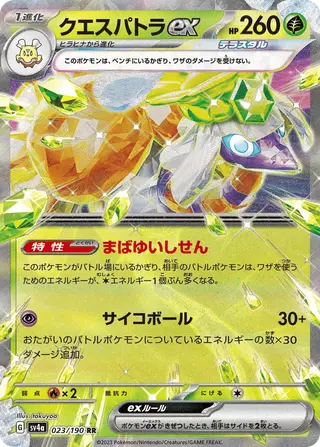 1進化
クエスパトラex
HP260
ヒラヒナから進化
テラスタル
このポケモンは、ベンチにいるかぎり、ワザのダメージを受けない。
特性 とくせい まばゆいしせん
このポケモンがバトル場にいるかぎり、相手のバトルポケモンは、ワザを使う
ためのエネルギーが、エネルギー1個ぶん多くなる。
サイコボール 30+
おたがいのバトルポケモンについているエネルギーの数×30
ダメージ追加。
弱点 ×2 抵抗力 にげる
Illus. takuyoa
G sv4a 023/190 RR
exルール
ポケモンexがきぜつしたとき、相手はサイドを2枚とる。
©2023 Pokémon/Nintendo/Creatures/GAME FREAK.